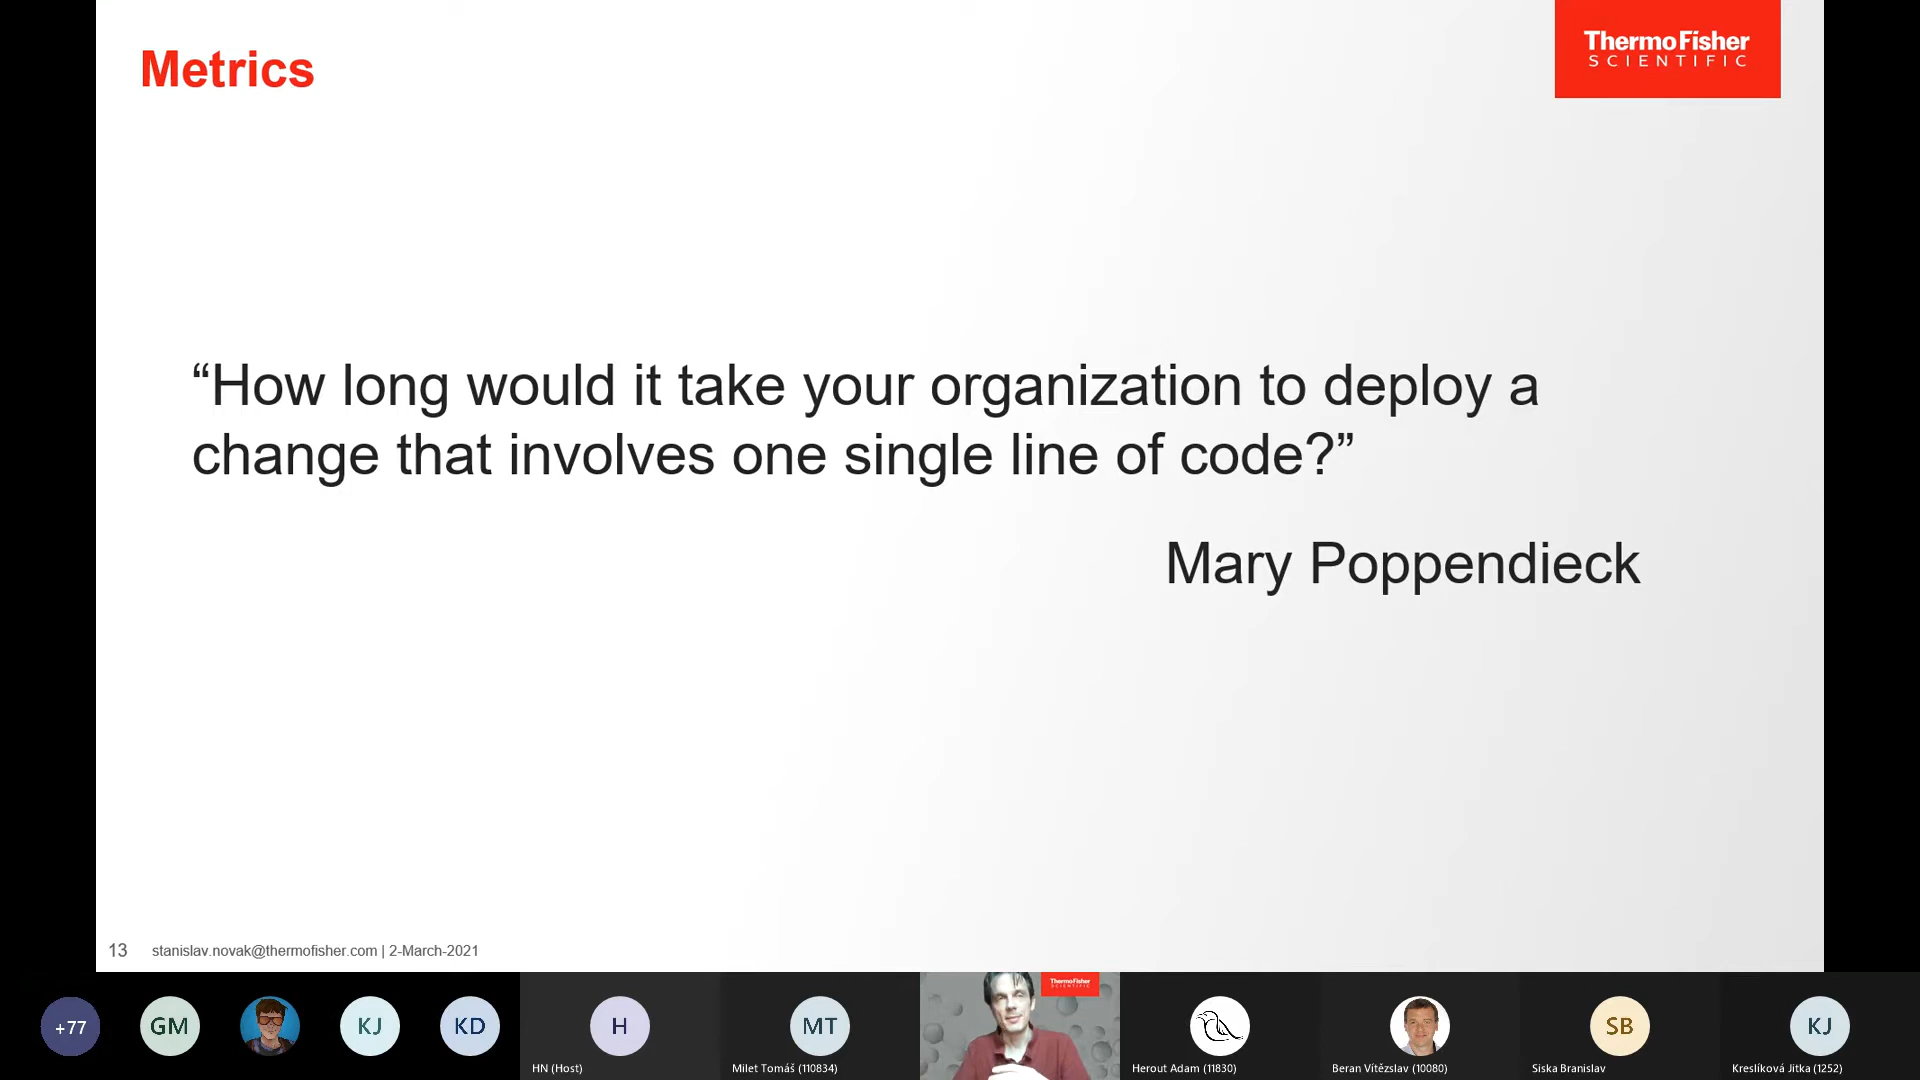 Metrics
ThermoFisher
SCIENTIFIC
“How long would it take your organization to deploy a
change that involves one single line of code?”
Mary Poppendieck
13 stanislav.novak@thermofisher.com | 2-March-2021
+77
GM
KJ
KD
H
HN (Host)
MT
Milet Tomáš (110834)
ThermoFisher
SCIENTIFIC
Herout Adam (11830)
Beran Vítězslav (10080)
SB
Siska Branislav
KJ
Kreslíková Jitka (1252)